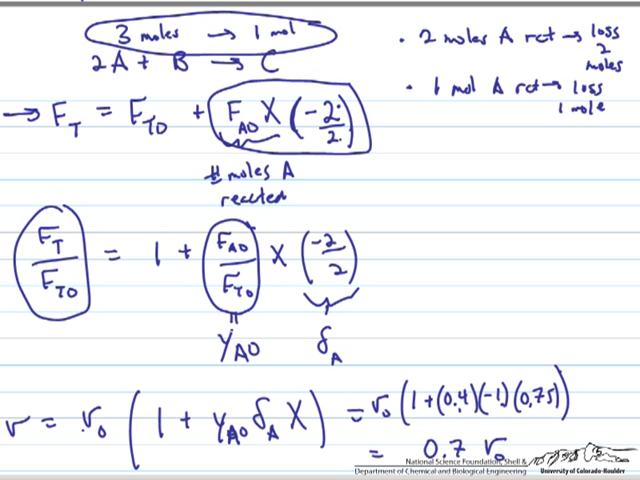 3 moles → 1 mol
2A + B → C
· 2 moles A rct → loss
2
moles
· 1 mol A rct → loss
1 mole
→ F_T = F_T0 + F_A0 X (-2/2)
# moles A
reacted
F_T/F_T0 = 1 + F_A0/F_T0 X (-2/2)
y_A0 δ_A
v = v_0 (1 + y_A0 δ_A X) = v_0 (1+(0.4)(-1)(0.75))
= 0.7 v_0
National Science Foundation, Shell &
Department of Chemical and Biological Engineering University of Colorado-Boulder